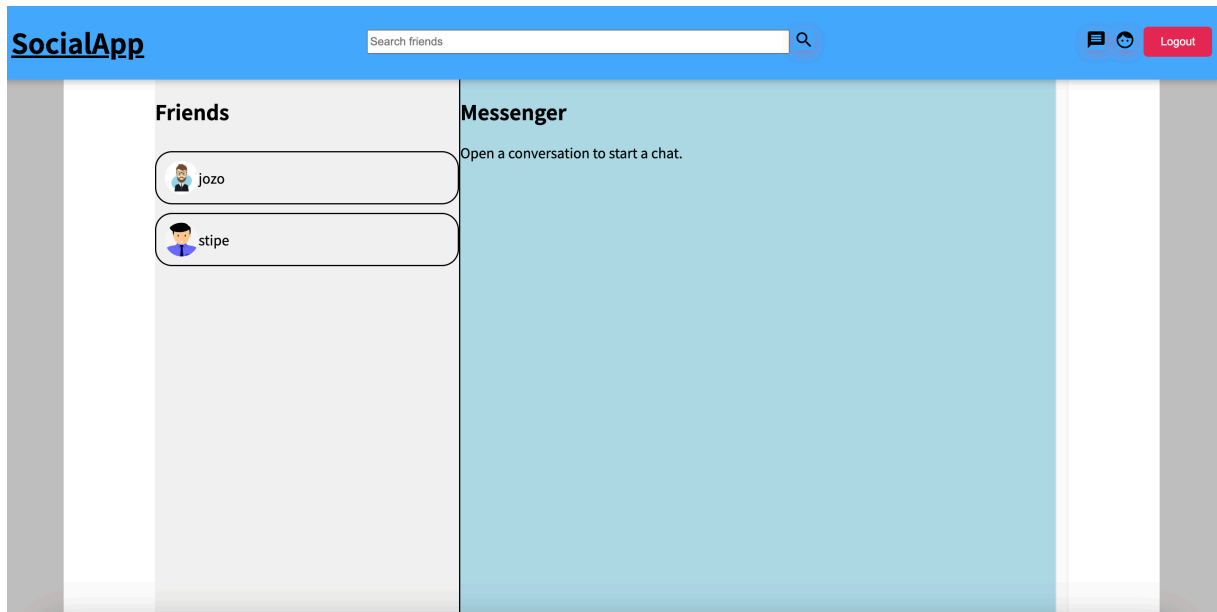 SocialApp
Search friends
Logout
Friends
jozo
stipe
Messenger
Open a conversation to start a chat.